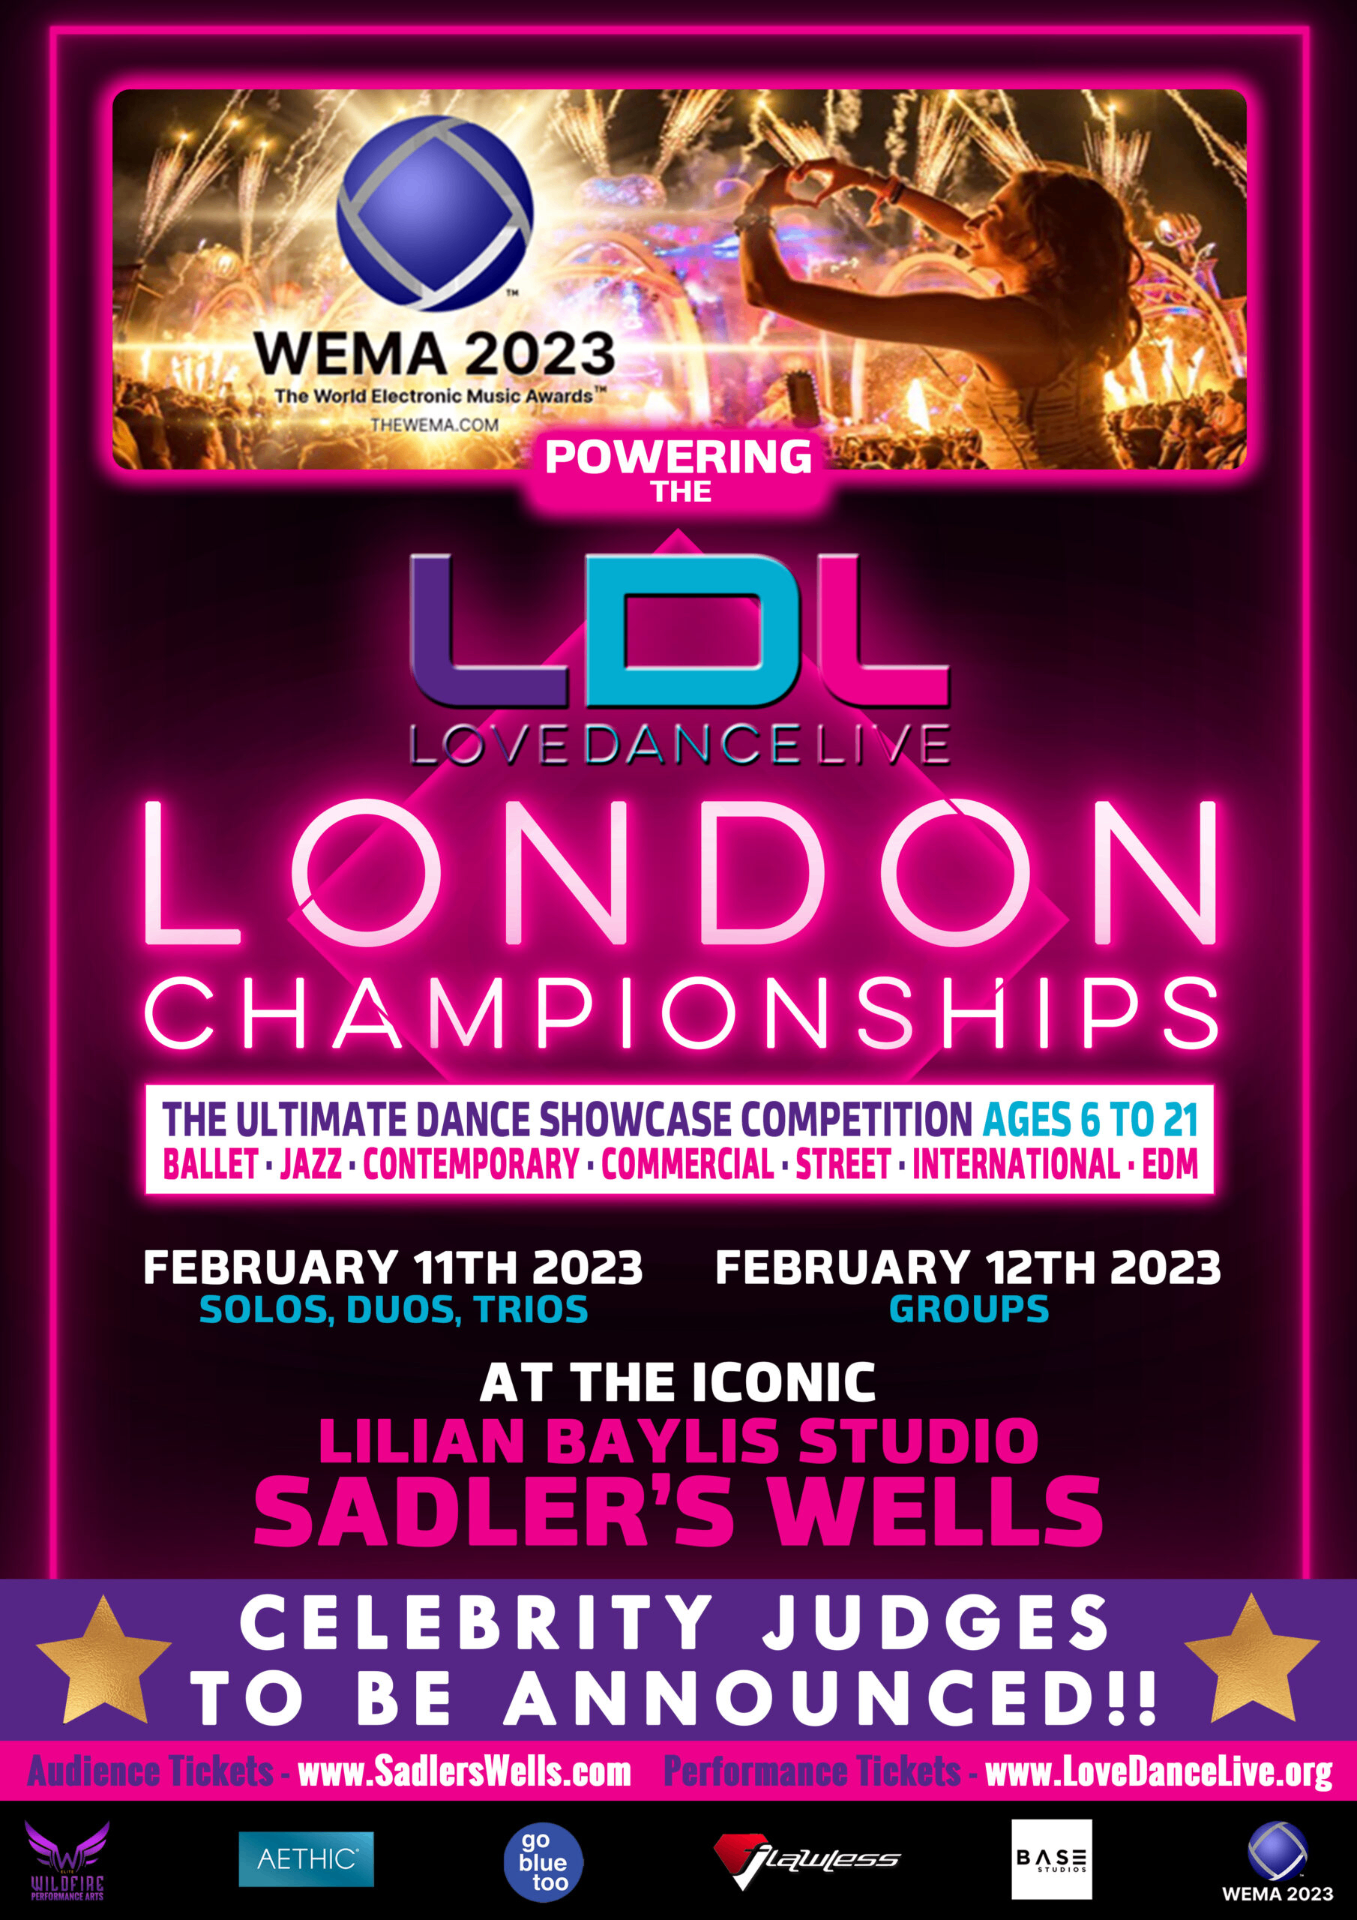 WEMA 2023
The World Electronic Music Awards™
THEWEMA.COM
POWERING
THE
LDL
LOVEDANCELIVE
LONDON
CHAMPIONSHIPS
THE ULTIMATE DANCE SHOWCASE COMPETITION AGES 6 TO 21
BALLET · JAZZ · CONTEMPORARY · COMMERCIAL · STREET · INTERNATIONAL · EDM
FEBRUARY 11TH 2023
SOLOS, DUOS, TRIOS
FEBRUARY 12TH 2023
GROUPS
AT THE ICONIC
LILIAN BAYLIS STUDIO
SADLER'S WELLS
CELEBRITY JUDGES
TO BE ANNOUNCED!!
Audience Tickets - www.SadlersWells.com Performance Tickets - www.LoveDanceLive.org
W
ELITE
WILDFIRE
PERFORMANCE ARTS
AETHIC
go
blue
too
flawless
BASE
STUDIOS
WEMA 2023